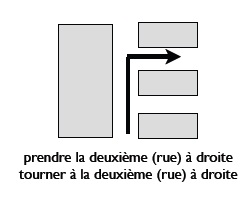 prendre la deuxième (rue) à droite
tourner à la deuxième (rue) à droite